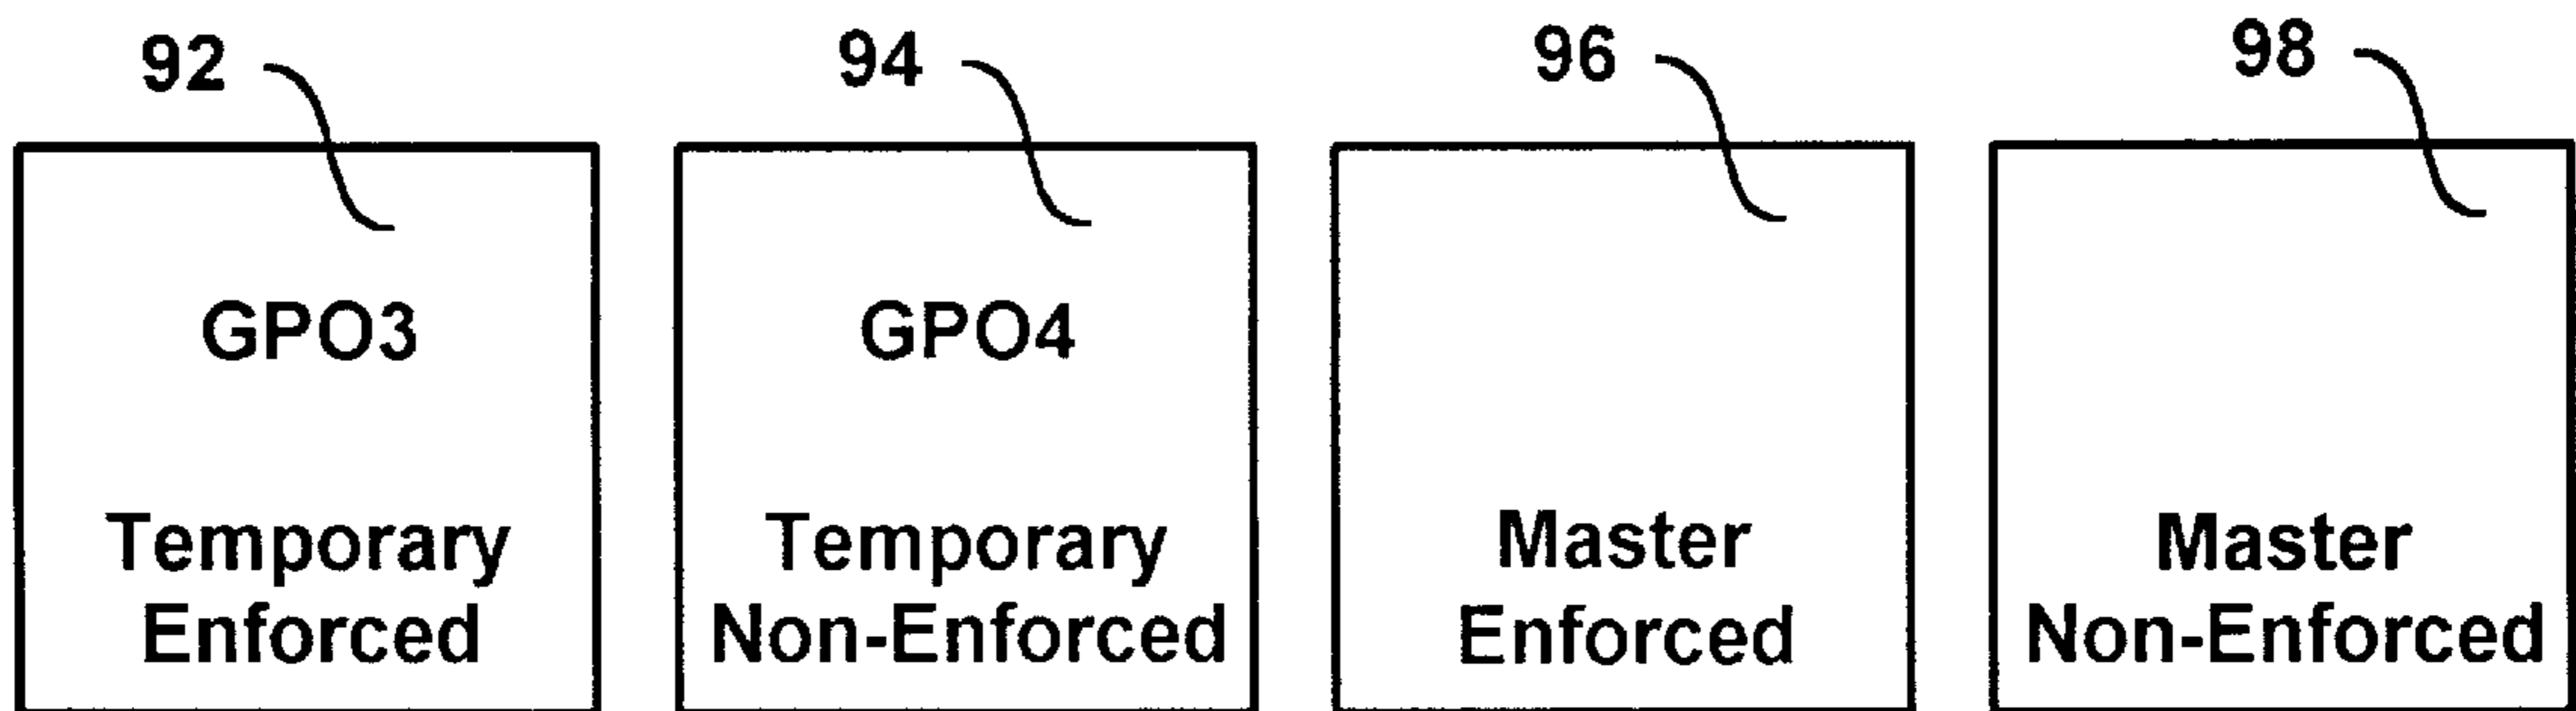 92 94 96 98
GPO3 GPO4
Temporary Temporary Master Master
Enforced Non-Enforced Enforced Non-Enforced